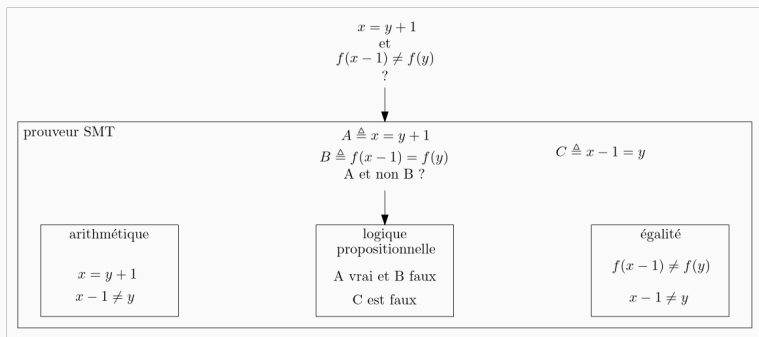 x = y + 1
et
f(x − 1) ≠ f(y)
?
prouveur SMT
A ≜ x = y + 1
B ≜ f(x − 1) = f(y)
A et non B ?
C ≜ x − 1 = y
arithmétique
x = y + 1
x − 1 ≠ y
logique
propositionnelle
A vrai et B faux
C est faux
égalité
f(x − 1) ≠ f(y)
x − 1 ≠ y